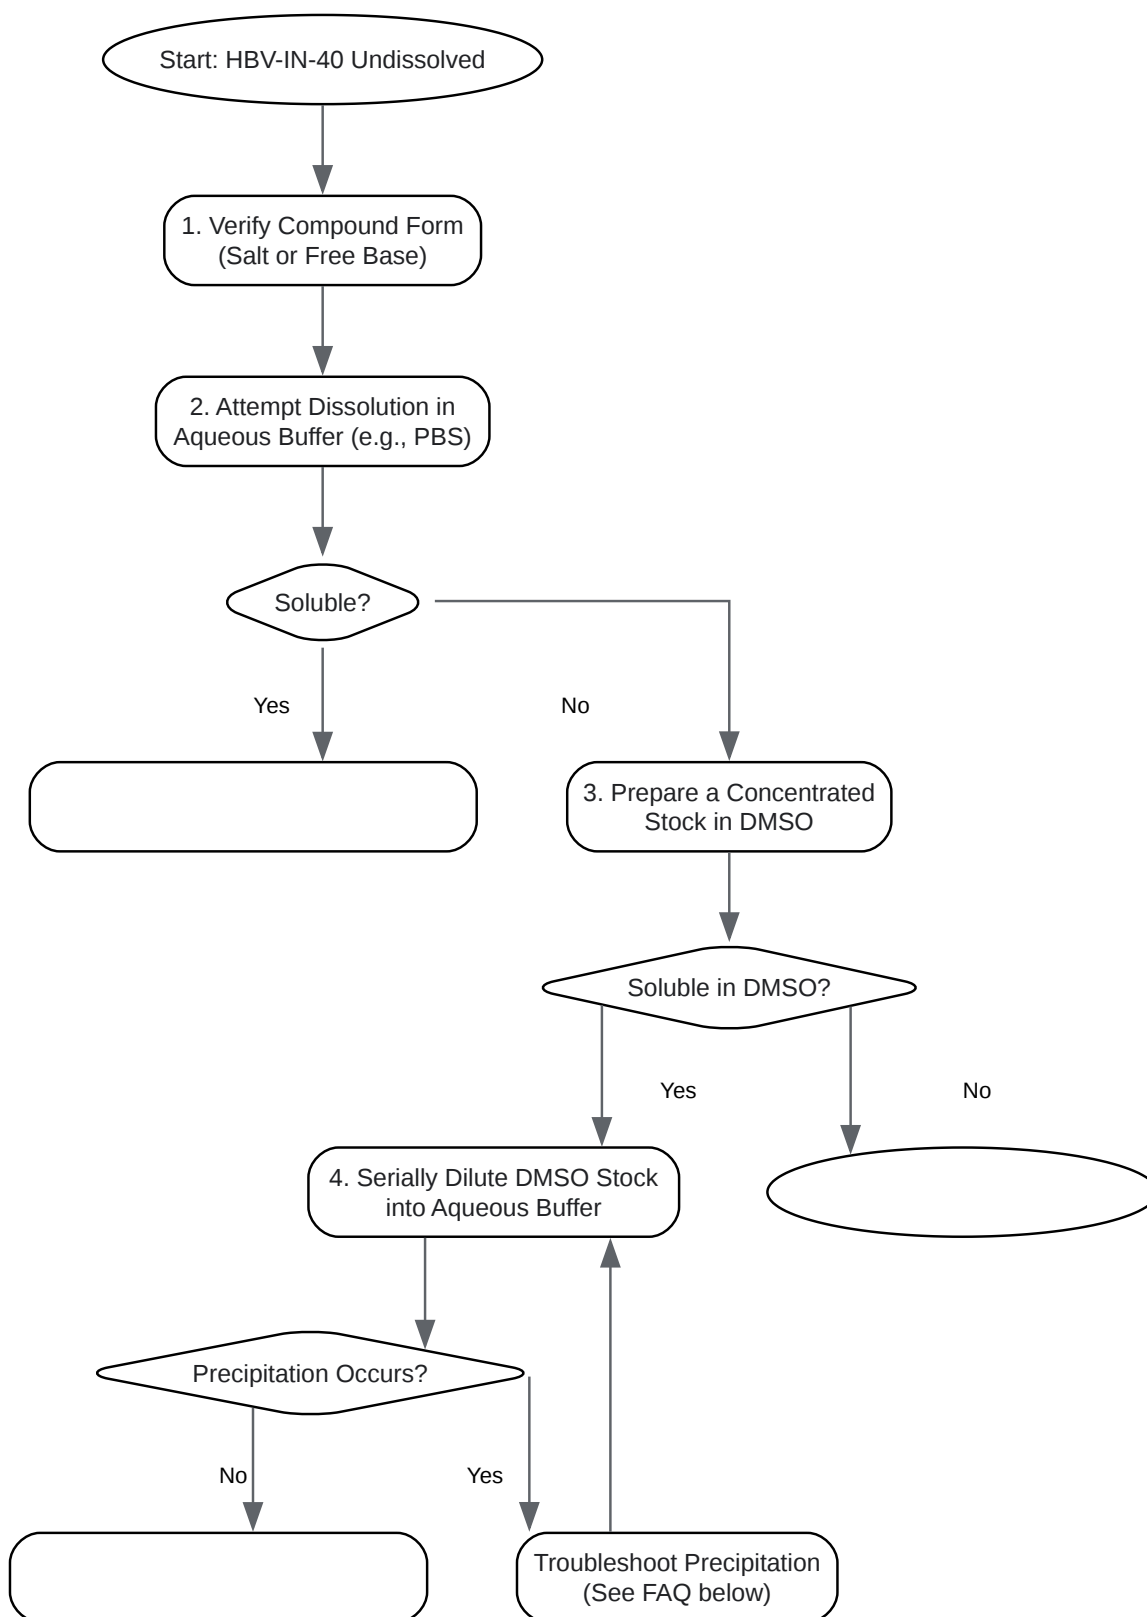 Start: HBV-IN-40 Undissolved
1. Verify Compound Form
(Salt or Free Base)
2. Attempt Dissolution in
Aqueous Buffer (e.g., PBS)
Soluble?
Yes
No
3. Prepare a Concentrated
Stock in DMSO
Soluble in DMSO?
Yes
No
4. Serially Dilute DMSO Stock
into Aqueous Buffer
Precipitation Occurs?
No
Yes
Troubleshoot Precipitation
(See FAQ below)